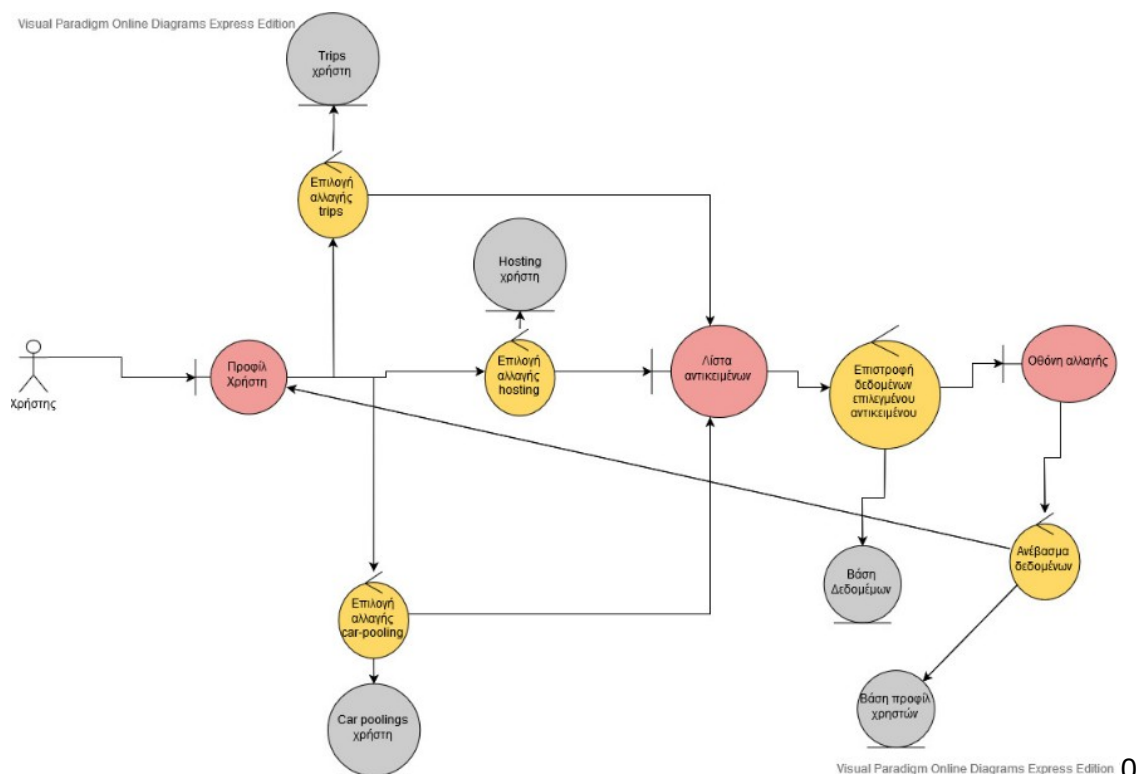 Visual Paradigm Online Diagrams Express Edition
Trips
χρήστη
Επιλογή
αλλαγής
trips
Hosting
χρήστη
Χρήστης
Προφίλ
Χρήστη
Επιλογή
αλλαγής
hosting
Λίστα
αντικειμένων
Επιστροφή
δεδομένων
επιλεγμένου
αντικειμένου
Οθόνη αλλαγής
Ανέβασμα
δεδομένων
Βάση
Δεδομέμων
Επιλογή
αλλαγής
car-pooling
Car poolings
χρήστη
Βάση προφίλ
χρηστών
Visual Paradigm Online Diagrams Express Edition
0